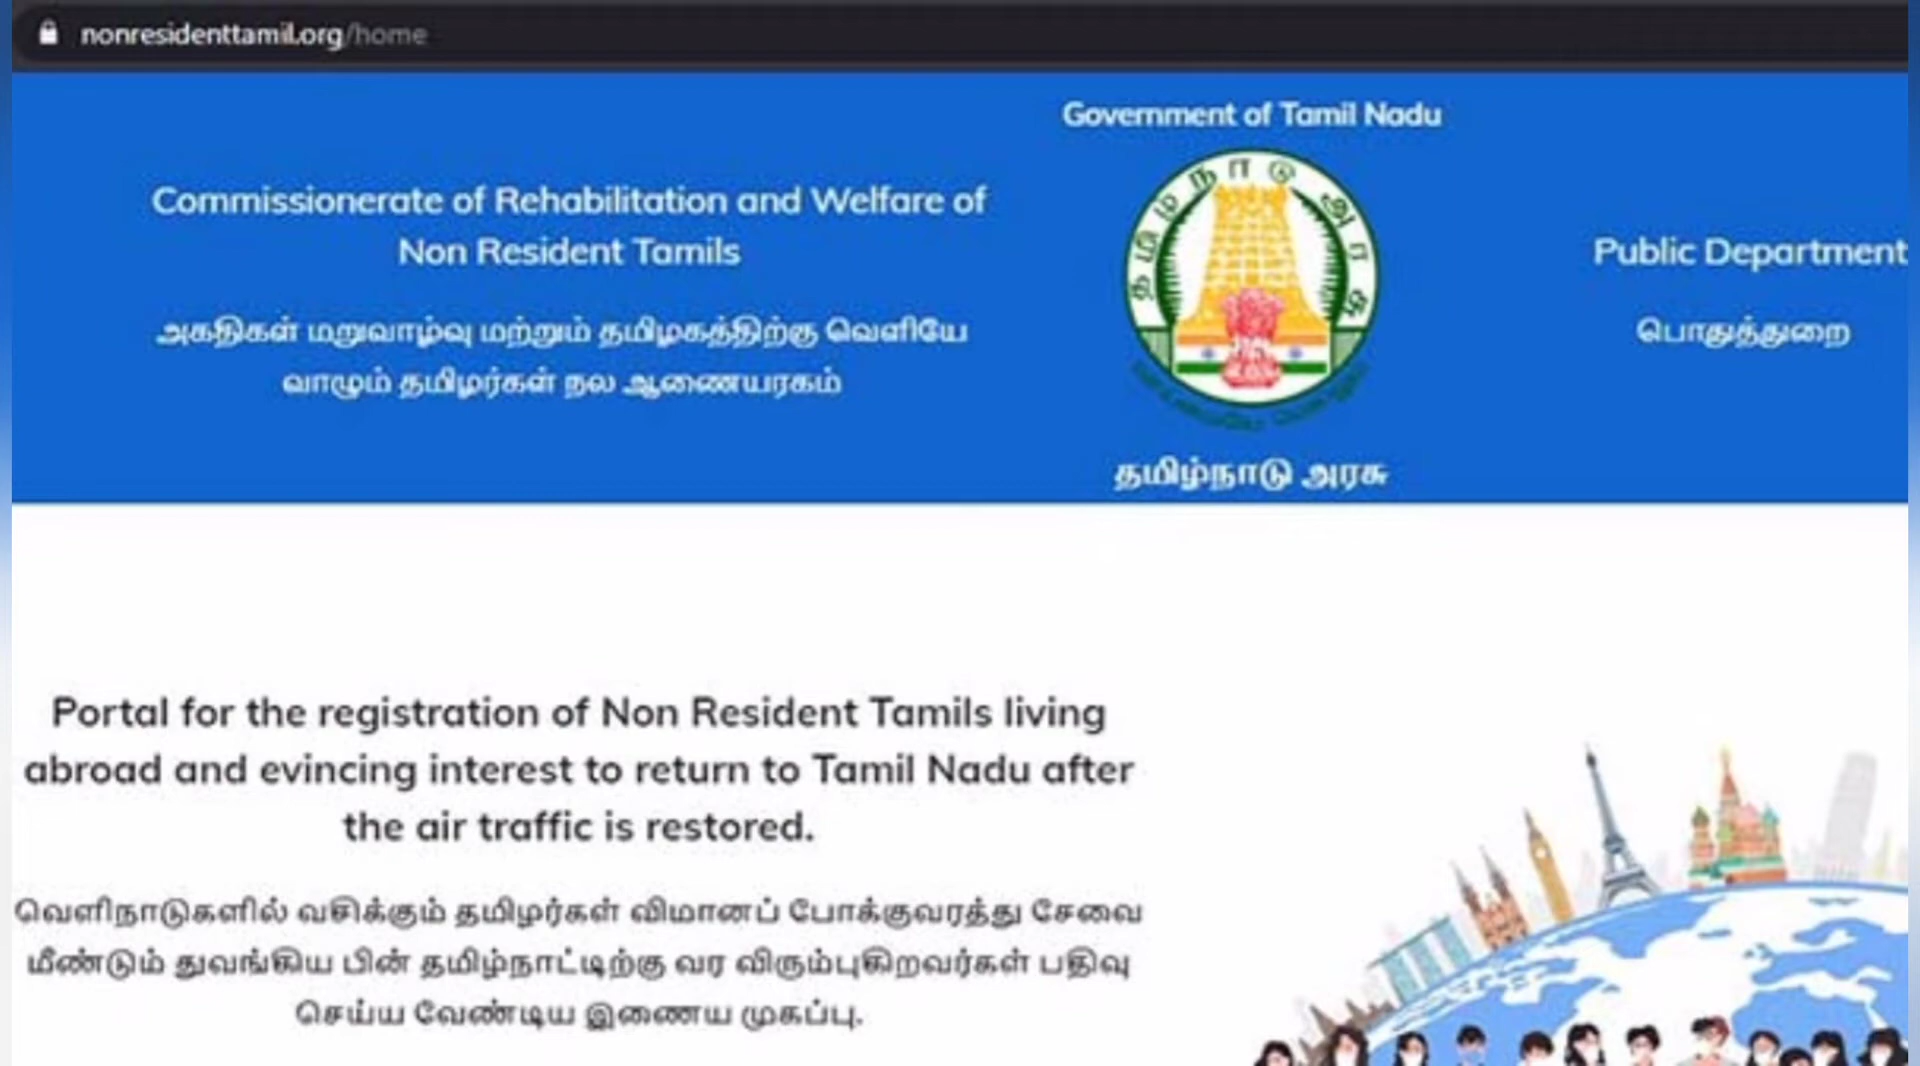 nonresidenttamil.org/home
Government of Tamil Nadu
Commissionerate of Rehabilitation and Welfare of
Non Resident Tamils
அகதிகள் மறுவாழ்வு மற்றும் தமிழகத்திற்கு வெளியே
வாழும் தமிழர்கள் நல ஆணையரகம்
தமிழ்நாடு அரசு
தமிழ்நாடு அரசு
Public Department
பொதுத்துறை
Portal for the registration of Non Resident Tamils living
abroad and evincing interest to return to Tamil Nadu after
the air traffic is restored.
வெளிநாடுகளில் வசிக்கும் தமிழர்கள் விமானப் போக்குவரத்து சேவை
மீண்டும் துவங்கிய பின் தமிழ்நாட்டிற்கு வர விரும்புகிறவர்கள் பதிவு
செய்ய வேண்டிய இணைய முகப்பு.